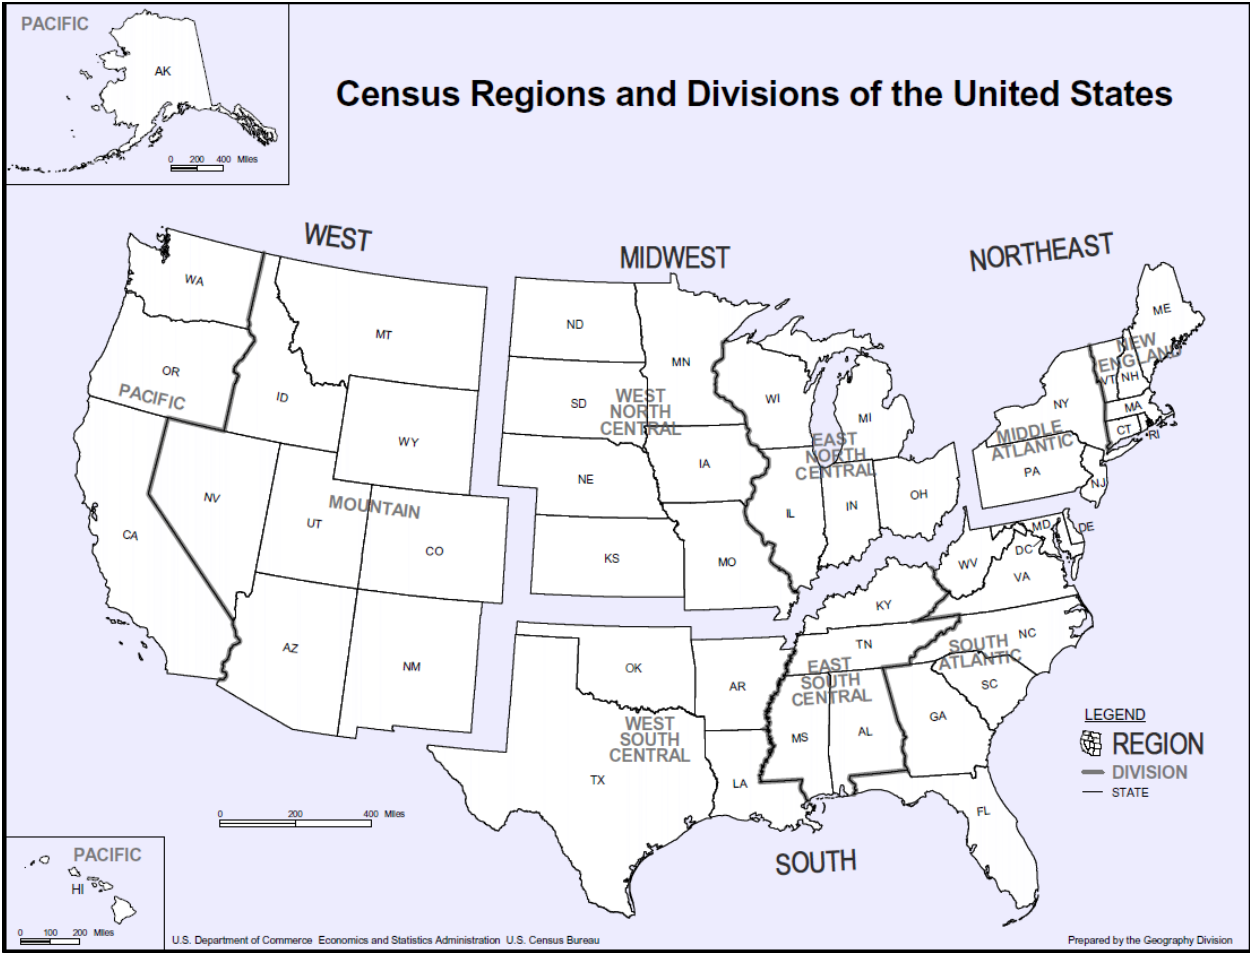 PACIFIC
AK
0 200 400 Miles
Census Regions and Divisions of the United States
WEST
MIDWEST
NORTHEAST
WA
MT
ND
MN
ME
OR
ID
SD
WI
MI
NY
NEW
ENGLAND
VT
NH
MA
CT
RI
PACIFIC
WY
WEST
NORTH
CENTRAL
EAST
NORTH
CENTRAL
MIDDLE
ATLANTIC
PA
NJ
NV
NE
IA
IL
IN
OH
MOUNTAIN
UT
CO
CA
KS
MO
WV
MD
DE
DC
VA
KY
AZ
NM
OK
AR
TN
NC
EAST
SOUTH
CENTRAL
SOUTH
ATLANTIC
SC
WEST
SOUTH
CENTRAL
TX
LA
MS
AL
GA
FL
LEGEND
REGION
DIVISION
STATE
0 200 400 Miles
SOUTH
PACIFIC
HI
0 100 200 Miles
U.S. Department of Commerce Economics and Statistics Administration U.S. Census Bureau
Prepared by the Geography Division